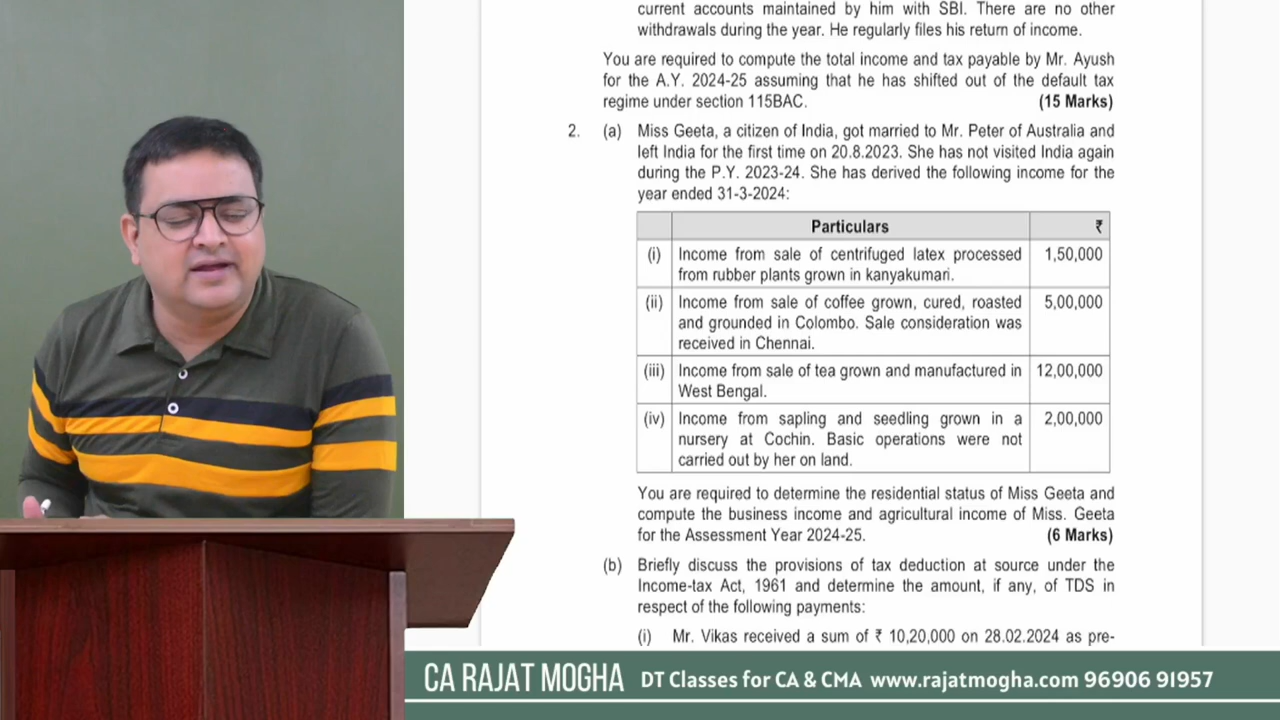 current accounts maintained by him with SBI. There are no other
withdrawals during the year. He regularly files his return of income.
You are required to compute the total income and tax payable by Mr. Ayush
for the A.Y. 2024-25 assuming that he has shifted out of the default tax
regime under section 115BAC. (15 Marks)
2. (a) Miss Geeta, a citizen of India, got married to Mr. Peter of Australia and
left India for the first time on 20.8.2023. She has not visited India again
during the P.Y. 2023-24. She has derived the following income for the
year ended 31-3-2024:
Particulars ₹
(i) Income from sale of centrifuged latex processed 1,50,000
from rubber plants grown in kanyakumari.
(ii) Income from sale of coffee grown, cured, roasted 5,00,000
and grounded in Colombo. Sale consideration was
received in Chennai.
(iii) Income from sale of tea grown and manufactured in 12,00,000
West Bengal.
(iv) Income from sapling and seedling grown in a 2,00,000
nursery at Cochin. Basic operations were not
carried out by her on land.
You are required to determine the residential status of Miss Geeta and
compute the business income and agricultural income of Miss. Geeta
for the Assessment Year 2024-25. (6 Marks)
(b) Briefly discuss the provisions of tax deduction at source under the
Income-tax Act, 1961 and determine the amount, if any, of TDS in
respect of the following payments:
(i) Mr. Vikas received a sum of ₹ 10,20,000 on 28.02.2024 as pre-
CA RAJAT MOGHA DT Classes for CA & CMA www.rajatmogha.com 96906 91957